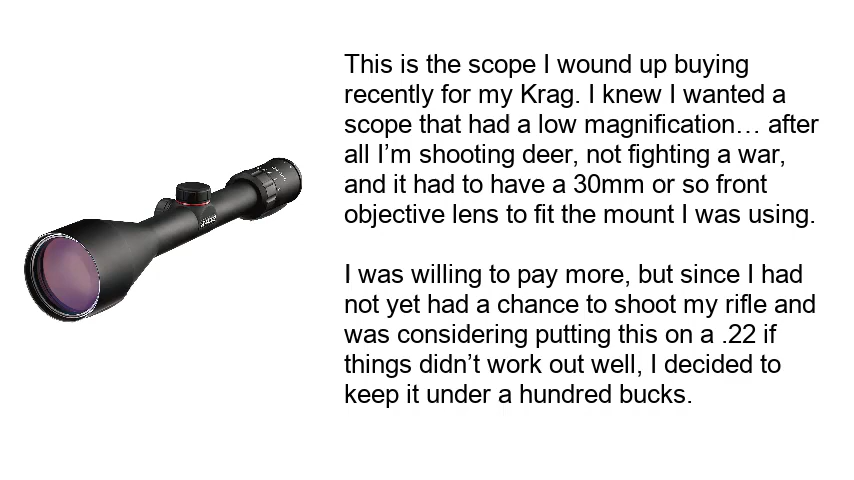 This is the scope I wound up buying
recently for my Krag. I knew I wanted a
scope that had a low magnification… after
all I’m shooting deer, not fighting a war,
and it had to have a 30mm or so front
objective lens to fit the mount I was using.
I was willing to pay more, but since I had
not yet had a chance to shoot my rifle and
was considering putting this on a .22 if
things didn’t work out well, I decided to
keep it under a hundred bucks.